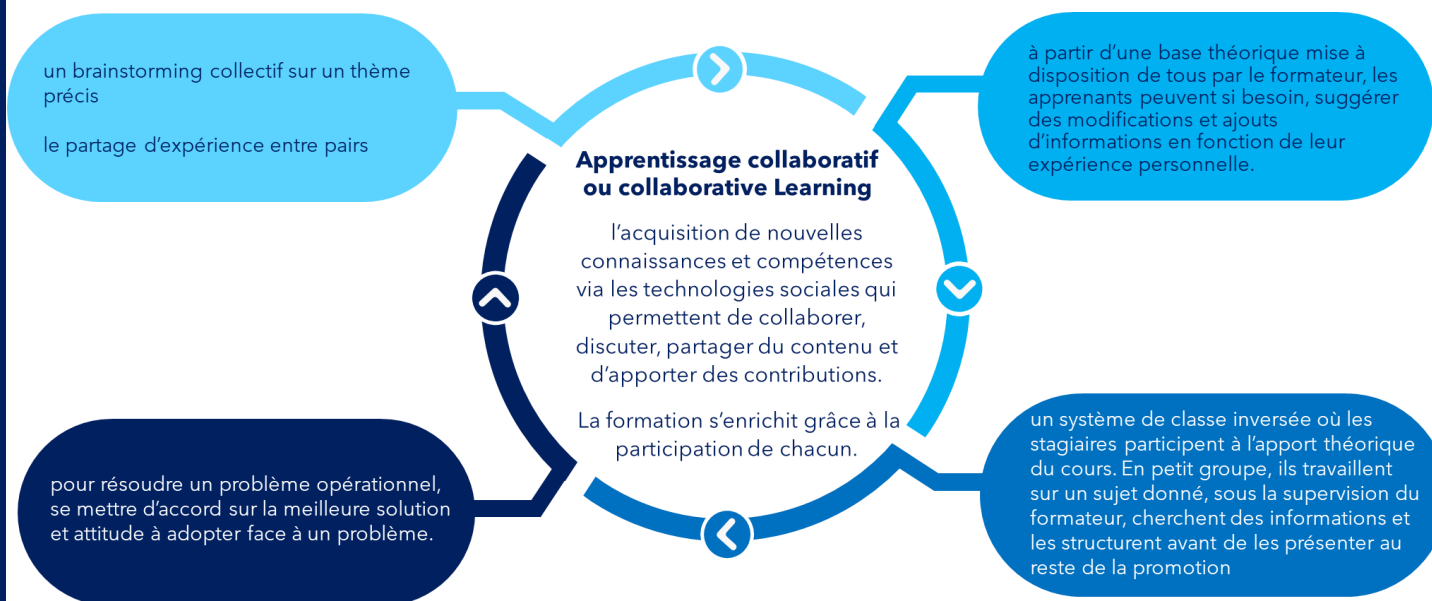 un brainstorming collectif sur un thème
précis
le partage d’expérience entre pairs
à partir d’une base théorique mise à
disposition de tous par le formateur, les
apprenants peuvent si besoin, suggérer
des modifications et ajouts
d’informations en fonction de leur
expérience personnelle.
Apprentissage collaboratif
ou collaborative Learning
l’acquisition de nouvelles
connaissances et compétences
via les technologies sociales qui
permettent de collaborer,
discuter, partager du contenu et
d’apporter des contributions.
La formation s’enrichit grâce à la
participation de chacun.
pour résoudre un problème opérationnel,
se mettre d’accord sur la meilleure solution
et attitude à adopter face à un problème.
un système de classe inversée où les
stagiaires participent à l’apport théorique
du cours. En petit groupe, ils travaillent
sur un sujet donné, sous la supervision du
formateur, cherchent des informations et
les structurent avant de les présenter au
reste de la promotion